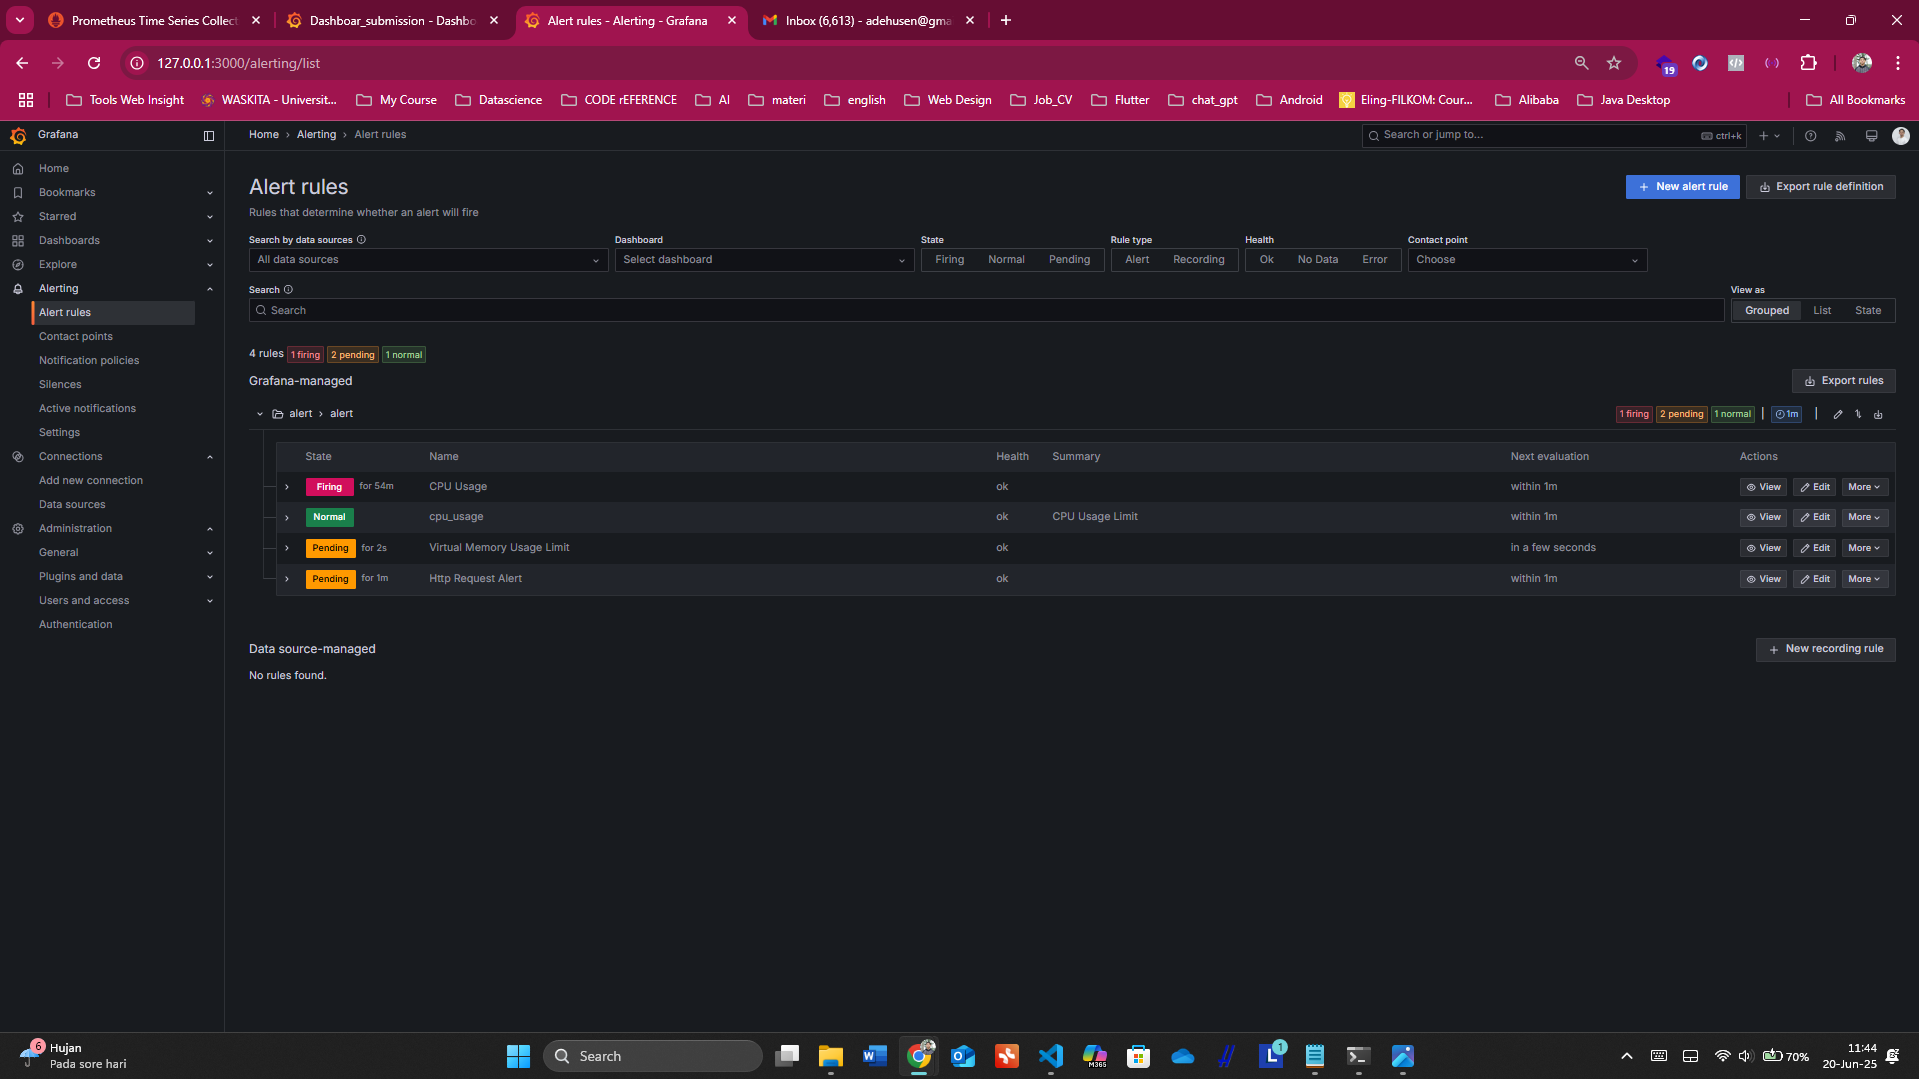 Prometheus Time Series Collect
Dashboar_submission - Dashbo
Alert rules - Alerting - Grafana
Inbox (6,613) - adehusen@gma
127.0.0.1:3000/alerting/list
19
Tools Web Insight
WASKITA - Universit...
My Course
Datascience
CODE rEFERENCE
AI
materi
english
Web Design
Job_CV
Flutter
chat_gpt
Android
Eling-FILKOM: Cour...
Alibaba
Java Desktop
All Bookmarks
Grafana
Home › Alerting › Alert rules
Search or jump to...
ctrl+k
Home
Bookmarks
Starred
Dashboards
Explore
Alerting
Alert rules
Contact points
Notification policies
Silences
Active notifications
Settings
Connections
Add new connection
Data sources
Administration
General
Plugins and data
Users and access
Authentication
Alert rules
New alert rule
Export rule definition
Rules that determine whether an alert will fire
Search by data sources
Dashboard
State
Rule type
Health
Contact point
All data sources
Select dashboard
Firing Normal Pending
Alert Recording
Ok No Data Error
Choose
Search
View as
Search
Grouped List State
4 rules 1 firing 2 pending 1 normal
Grafana-managed
Export rules
alert › alert
1 firing 2 pending 1 normal | 1m |
State Name Health Summary Next evaluation Actions
Firing for 54m CPU Usage ok within 1m View Edit More
Normal cpu_usage ok CPU Usage Limit within 1m View Edit More
Pending for 2s Virtual Memory Usage Limit ok in a few seconds View Edit More
Pending for 1m Http Request Alert ok within 1m View Edit More
Data source-managed
New recording rule
No rules found.
6
Hujan
Pada sore hari
Search
M365
1
70%
11:44
20-Jun-25